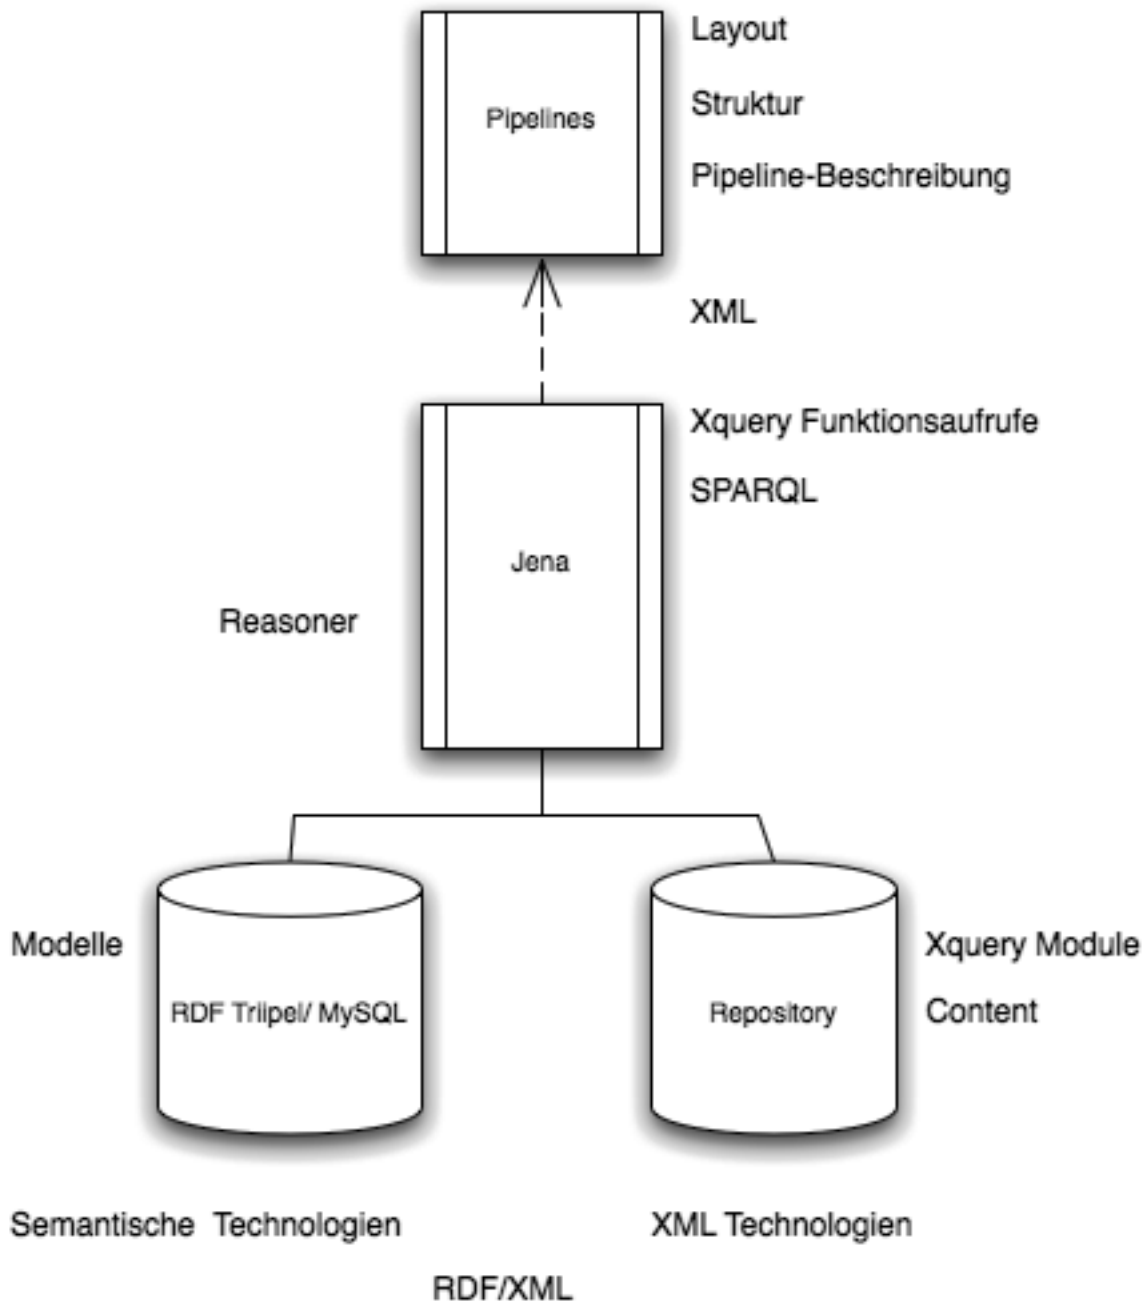 Layout
Pipelines
Struktur
Pipeline-Beschreibung
XML
Xquery Funktionsaufrufe
SPARQL
Jena
Reasoner
Modelle
Xquery Module
RDF Triipel/ MySQL
Repository
Content
Semantische Technologien
XML Technologien
RDF/XML